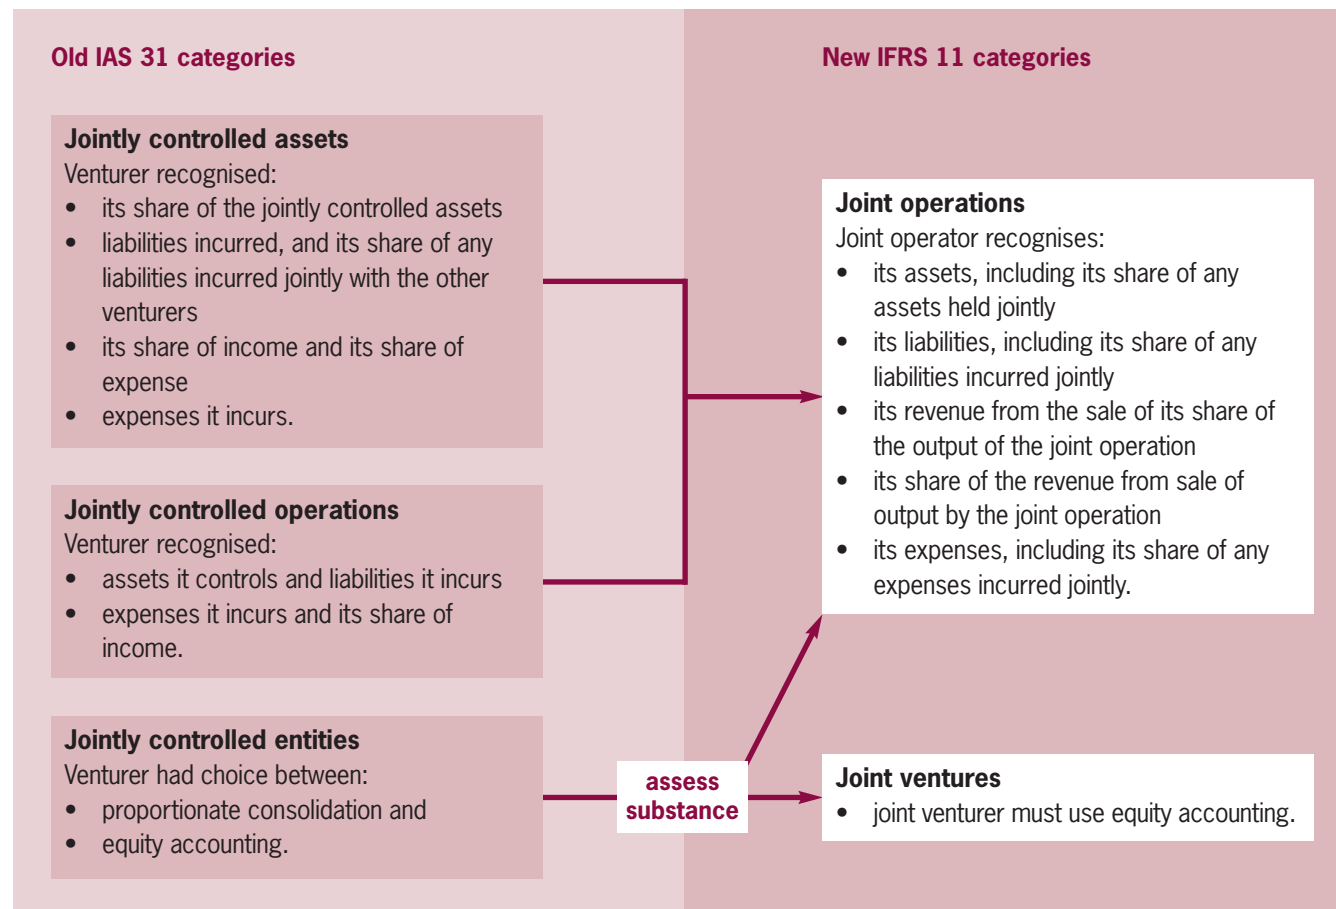 Old IAS 31 categories
Jointly controlled assets
Venturer recognised:
• its share of the jointly controlled assets
• liabilities incurred, and its share of any
liabilities incurred jointly with the other
venturers
• its share of income and its share of
expense
• expenses it incurs.
Jointly controlled operations
Venturer recognised:
• assets it controls and liabilities it incurs
• expenses it incurs and its share of
income.
Jointly controlled entities
Venturer had choice between:
• proportionate consolidation and
• equity accounting.
assess
substance
New IFRS 11 categories
Joint operations
Joint operator recognises:
• its assets, including its share of any
assets held jointly
• its liabilities, including its share of any
liabilities incurred jointly
• its revenue from the sale of its share of
the output of the joint operation
• its share of the revenue from sale of
output by the joint operation
• its expenses, including its share of any
expenses incurred jointly.
Joint ventures
• joint venturer must use equity accounting.